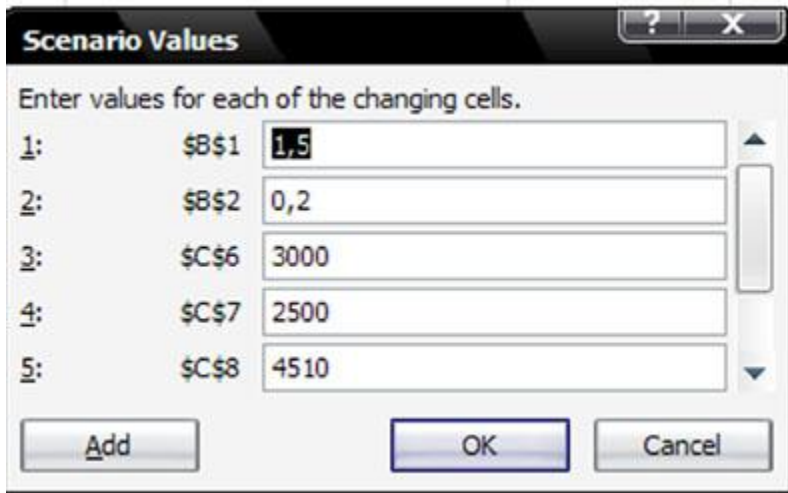 Scenario Values
? X
Enter values for each of the changing cells.
1: $B$1 1,5
2: $B$2 0,2
3: $C$6 3000
4: $C$7 2500
5: $C$8 4510
Add OK Cancel